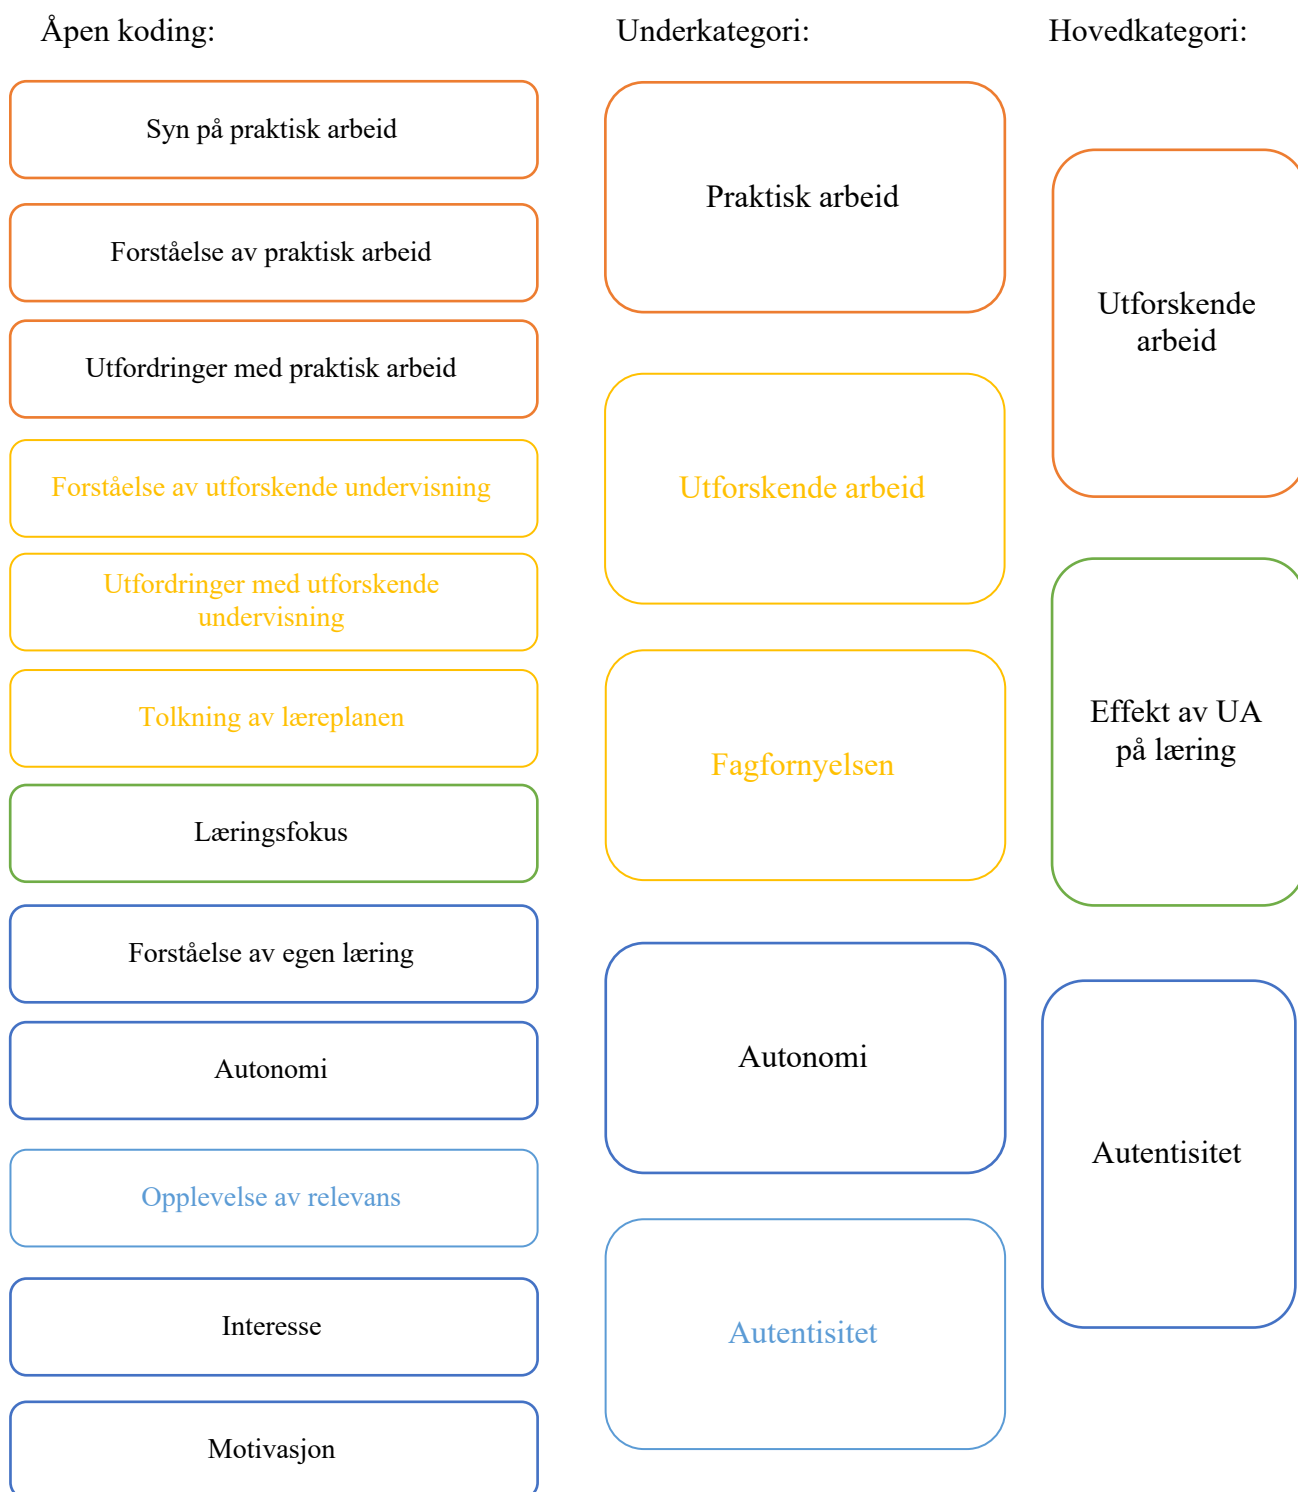 Åpen koding:
Underkategori:
Hovedkategori:
Syn på praktisk arbeid
Forståelse av praktisk arbeid
Utfordringer med praktisk arbeid
Forståelse av utforskende undervisning
Utfordringer med utforskende
undervisning
Tolkning av læreplanen
Læringsfokus
Forståelse av egen læring
Autonomi
Opplevelse av relevans
Interesse
Motivasjon
Praktisk arbeid
Utforskende arbeid
Fagfornyelsen
Autonomi
Autentisitet
Utforskende
arbeid
Effekt av UA
på læring
Autentisitet